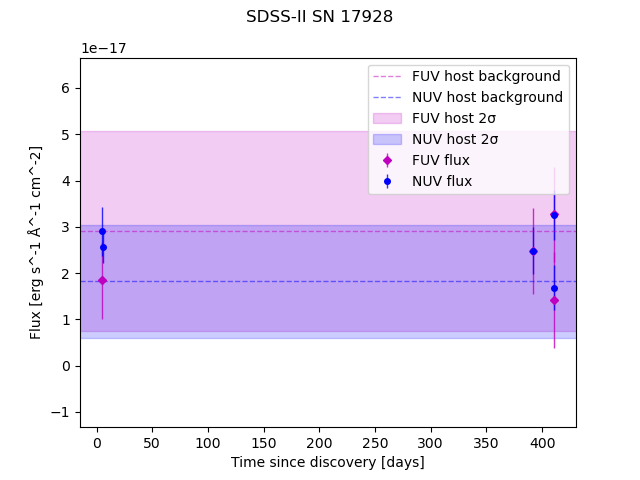 SDSS-II SN 17928
1e−17
FUV host background
NUV host background
FUV host 2σ
NUV host 2σ
FUV flux
NUV flux
6
5
4
3
2
1
0
−1
Flux [erg s^-1 Å^-1 cm^-2]
0 50 100 150 200 250 300 350 400
Time since discovery [days]